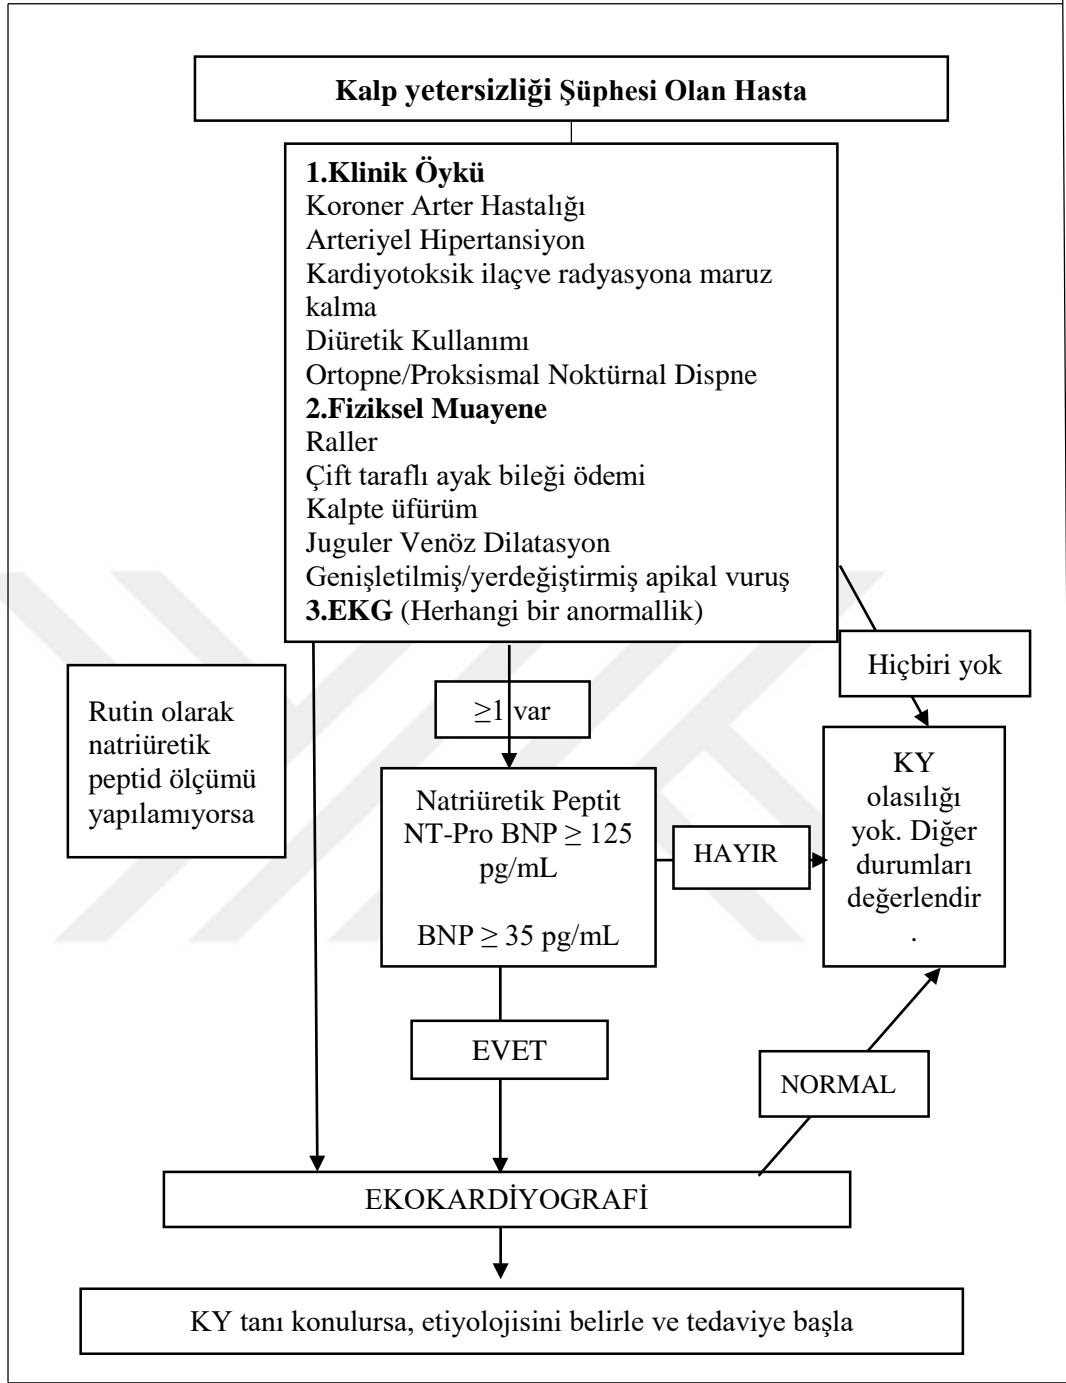 Kalp yetersizliği Şüphesi Olan Hasta
1.Klinik Öykü
Koroner Arter Hastalığı
Arteriyel Hipertansiyon
Kardiyotoksik ilaçve radyasyona maruz
kalma
Diüretik Kullanımı
Ortopne/Proksismal Noktürnal Dispne
2.Fiziksel Muayene
Raller
Çift taraflı ayak bileği ödemi
Kalpte üfürüm
Juguler Venöz Dilatasyon
Genişletilmiş/yerdeğiştirmiş apikal vuruş
3.EKG (Herhangi bir anormallik)
Hiçbiri yok
Rutin olarak
natriüretik
peptid ölçümü
yapılamıyorsa
≥1 var
Natriüretik Peptit
NT-Pro BNP ≥ 125
pg/mL
BNP ≥ 35 pg/mL
HAYIR
KY
olasılığı
yok. Diğer
durumları
değerlendir
.
EVET
NORMAL
EKOKARDİYOGRAFİ
KY tanı konulursa, etiyolojisini belirle ve tedaviye başla